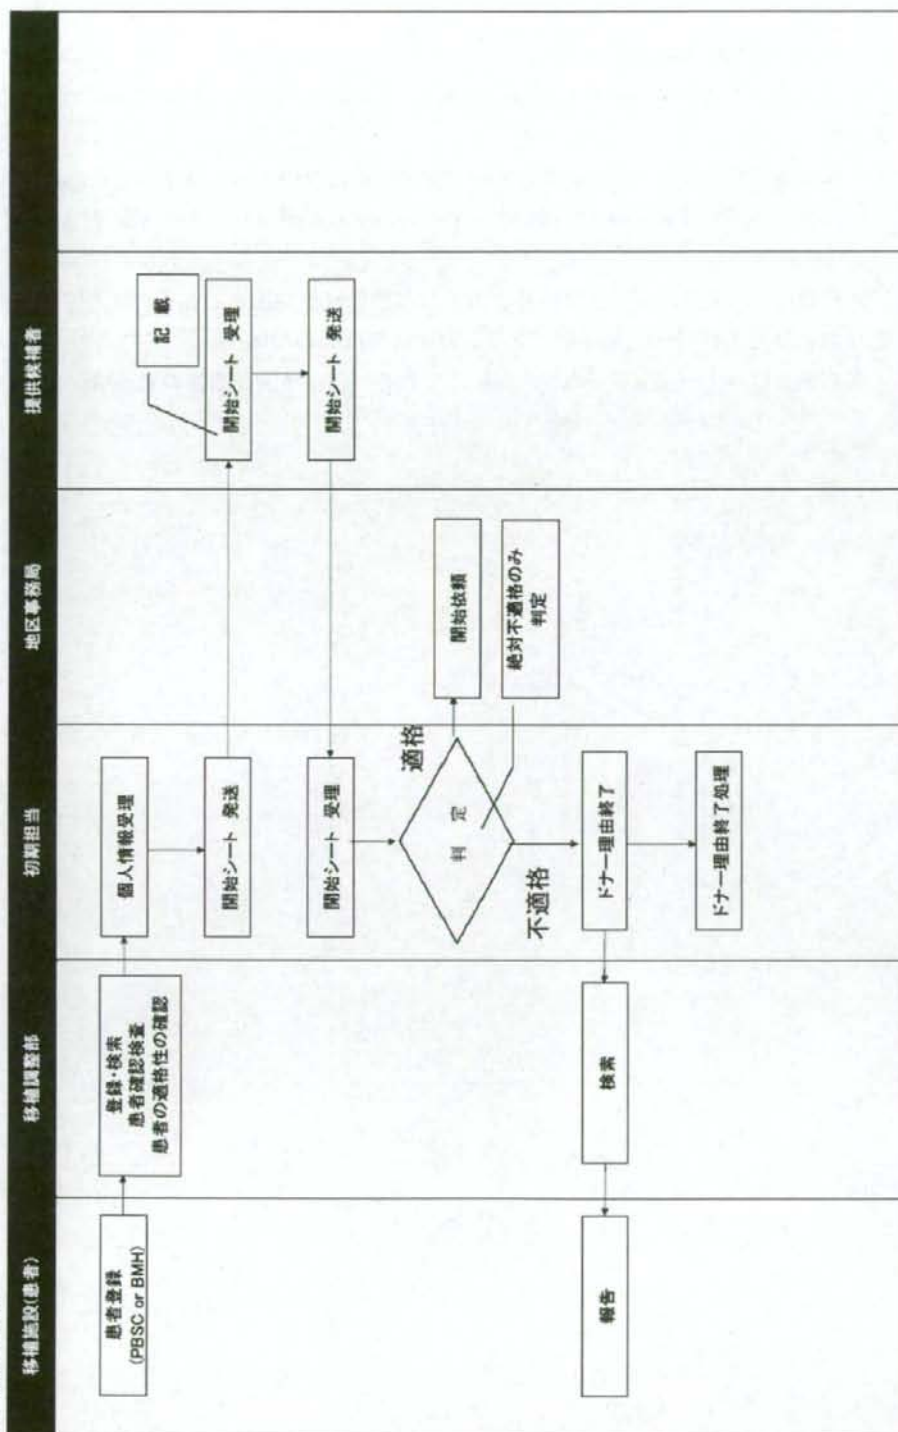 移植施設(患者)
移植調整部
初期担当
地区事務局
提供候補者
患者登録
(PBSC or BMH)
登録・検索
患者確認検査
患者の適格性の確認
個人情報受理
記 載
開始シート 発送
開始シート 受理
開始シート 受理
開始シート 発送
判 定
適格
開始依頼
絶対不適格のみ
判定
不適格
報告
検索
ドナー理由終了
ドナー理由終了処理